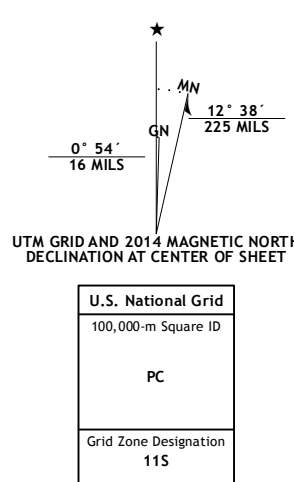 MN
GN
12° 38´
225 MILS
0° 54´
16 MILS
UTM GRID AND 2014 MAGNETIC NORTH
DECLINATION AT CENTER OF SHEET
U.S. National Grid
100,000-m Square ID
PC
Grid Zone Designation
11S